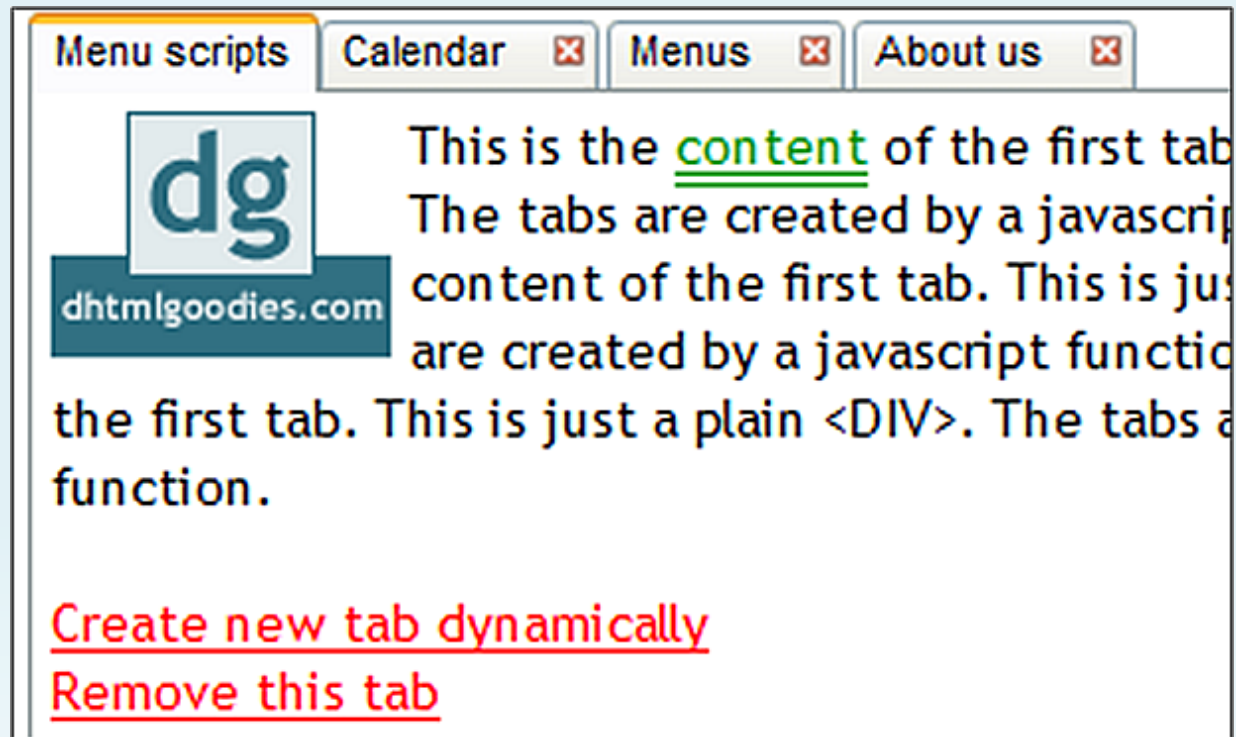 Menu scripts Calendar Menus About us
dg
dhtmlgoodies.com
This is the content of the first tab
The tabs are created by a javascrip
content of the first tab. This is jus
are created by a javascript functio
the first tab. This is just a plain <DIV>. The tabs a
function.
Create new tab dynamically
Remove this tab